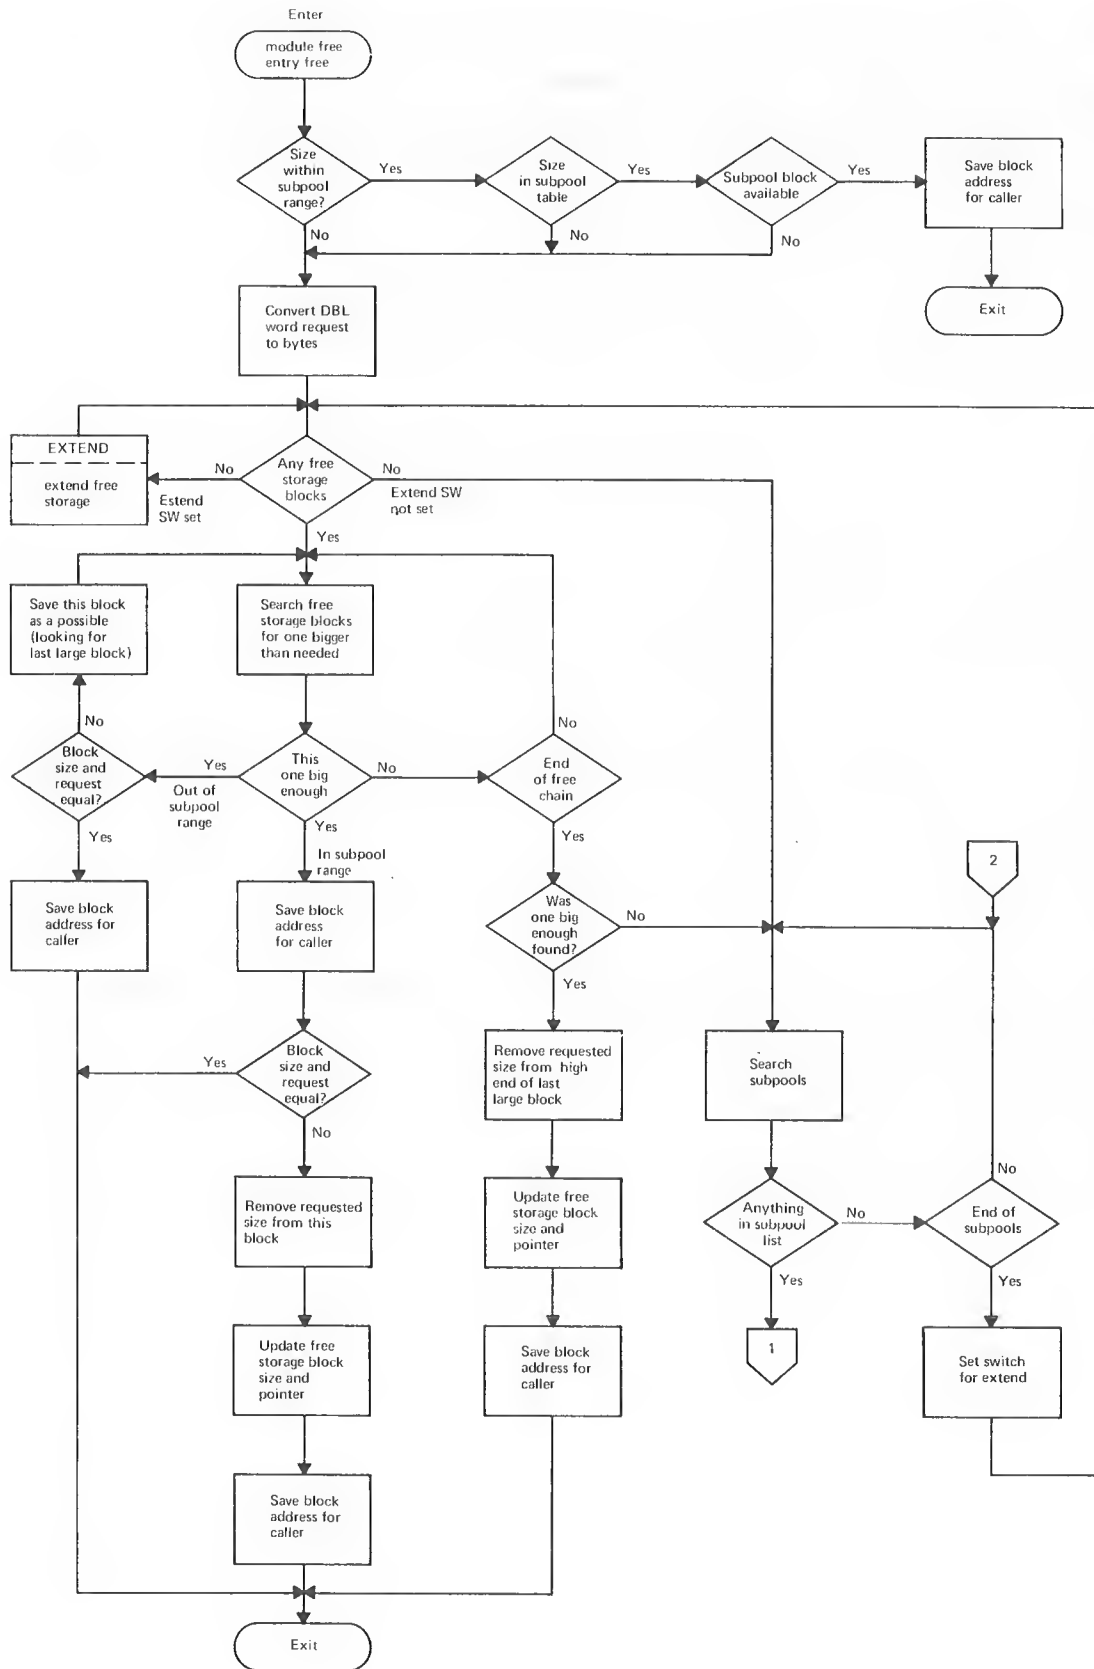 Enter
module free
entry free
Size
within
subpool
range?
Yes
Size
in subpool
table
Yes
Subpool block
available
Yes
Save block
address
for caller
No
No
No
Exit
Convert DBL
word request
to bytes
EXTEND
extend free
storage
No
Estend
SW set
Any free
storage
blocks
No
Extend SW
not set
Yes
Save this block
as a possible
(looking for
last large block)
Search free
storage blocks
for one bigger
than needed
No
No
Block
size and
request
equal?
Yes
Out of
subpool
range
This
one big
enough
No
End
of free
chain
Yes
Yes
In subpool
range
Yes
2
Save block
address for
caller
Save block
address
for caller
Was
one big
enough
found?
No
Yes
Yes
Block
size and
request
equal?
No
Remove requested
size from high
end of last
large block
Search
subpools
Remove requested
size from this
block
Update free
storage block
size and
pointer
Anything
in subpool
list
No
No
End of
subpools
Yes
Yes
Update free
storage block
size and
pointer
Save block
address for
caller
1
Set switch
for extend
Save block
address for
caller
Exit